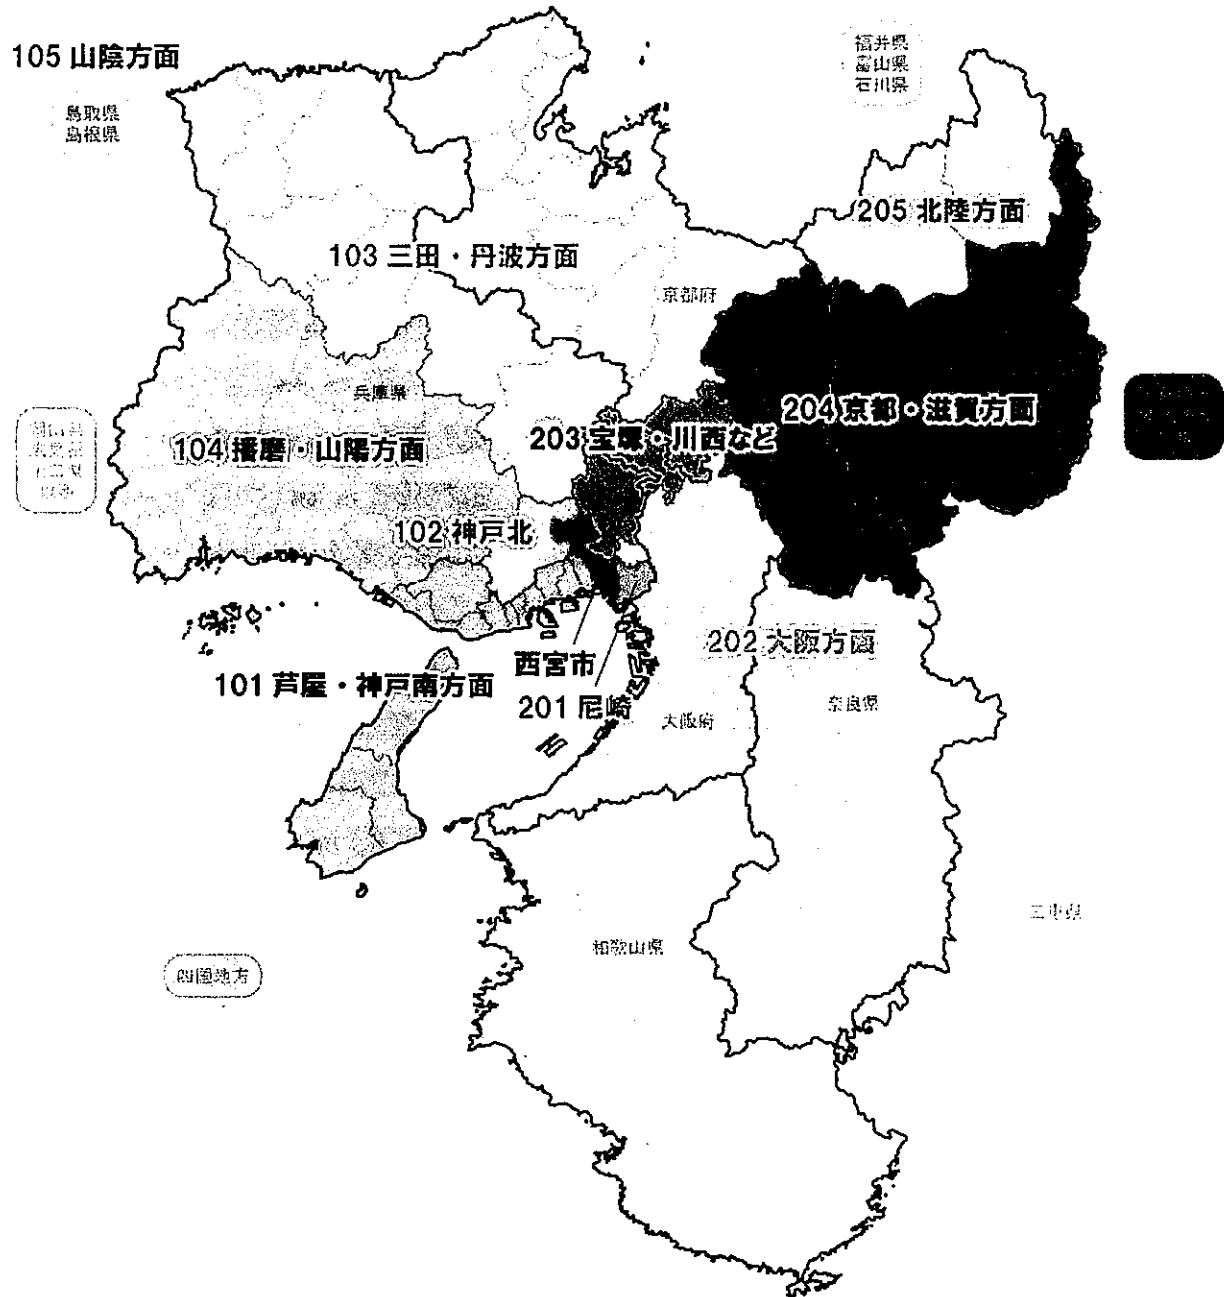 105 山陰方面
鳥取県
島根県
福井県
富山県
石川県
205 北陸方面
103 三田・丹波方面
京都府
兵庫県
204 京都・滋賀方面
203 宝塚・川西など
104 播磨・山陽方面
102 神戸北
202 大阪方面
西宮市
101 芦屋・神戸南方面
201 尼崎
奈良県
大阪府
三重県
和歌山県
四国地方